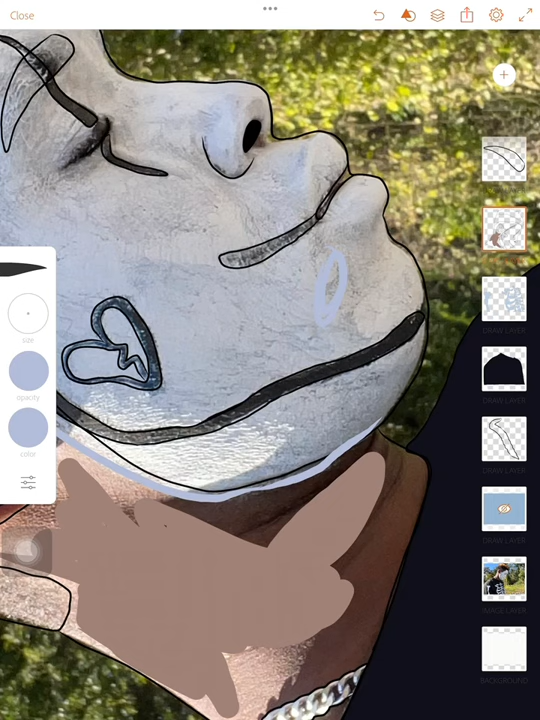 Close
size
opacity
color
DRAW LAYER
DRAW LAYER
DRAW LAYER
DRAW LAYER
IMAGE LAYER
BACKGROUND